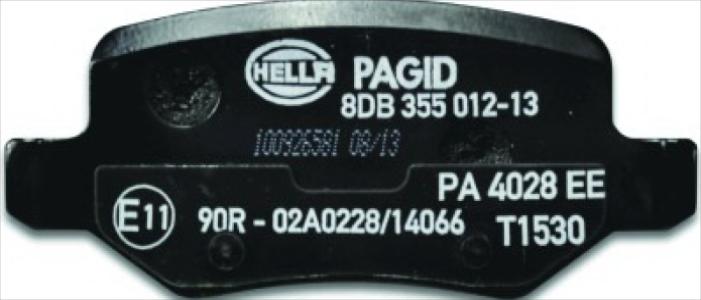 HELLA PAGID
8DB 355 012-13
100926581 08/13
PA 4028 EE
E11 90R - 02A0228/14066 T1530